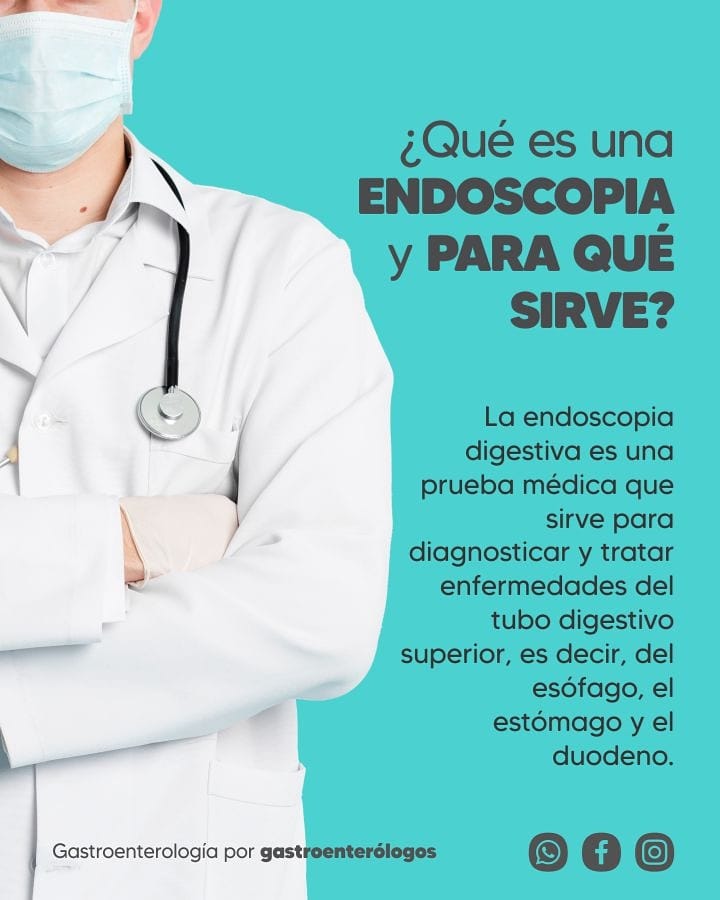 ¿Qué es una
ENDOSCOPIA
y PARA QUÉ
SIRVE?
La endoscopia
digestiva es una
prueba médica que
sirve para
diagnosticar y tratar
enfermedades del
tubo digestivo
superior, es decir, del
esófago, el
estómago y el
duodeno.
Gastroenterología por gastroenterólogos